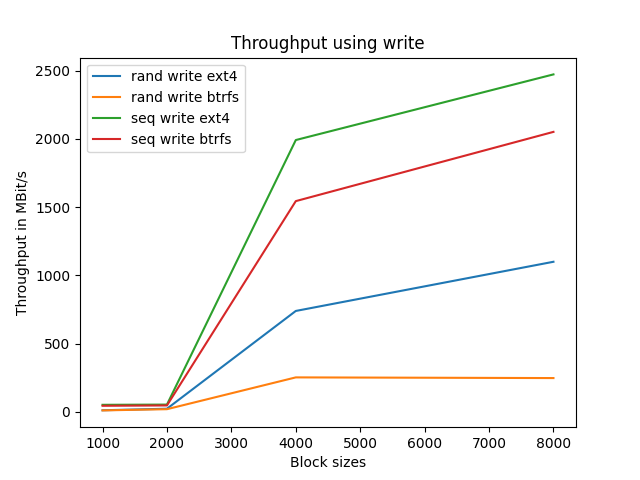 Throughput using write
rand write ext4
rand write btrfs
seq write ext4
seq write btrfs
Throughput in MBit/s
2500
2000
1500
1000
500
0
1000 2000 3000 4000 5000 6000 7000 8000
Block sizes